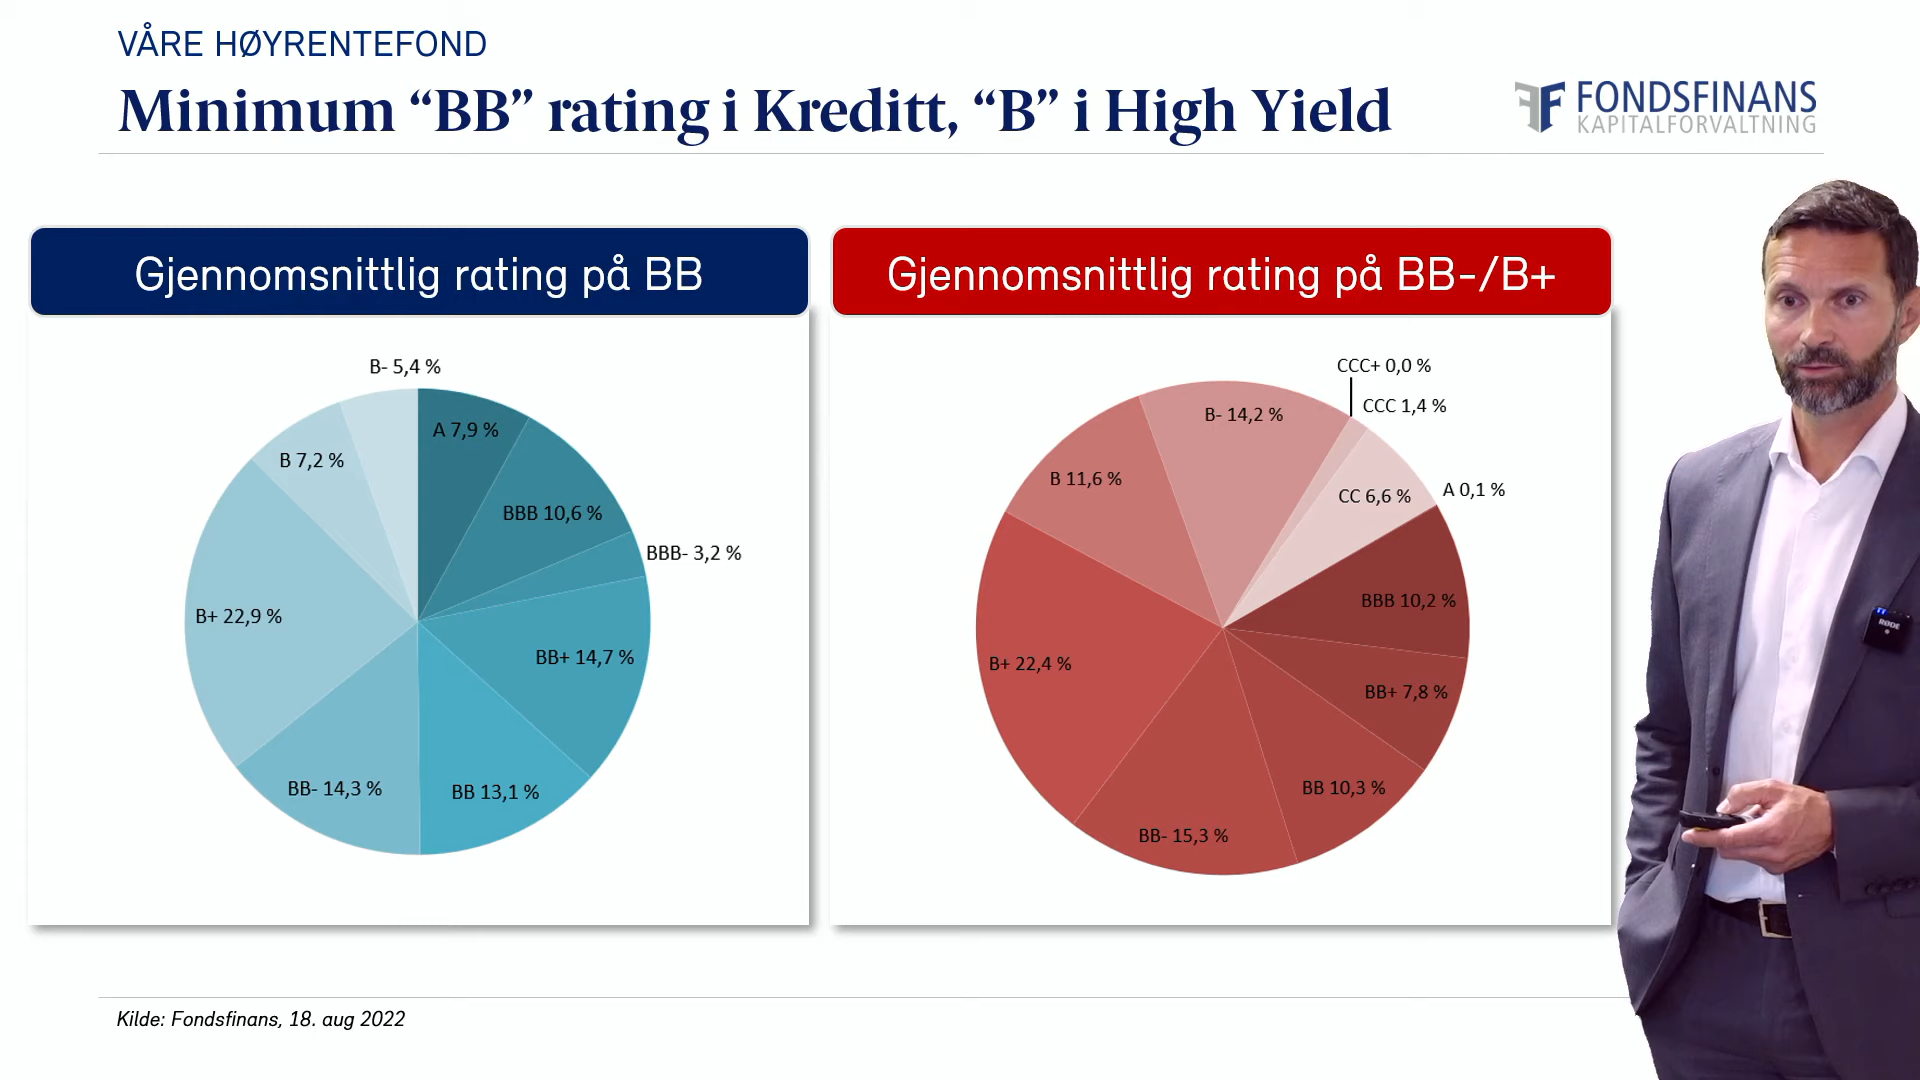 VÅRE HØYRENTEFOND
Minimum “BB” rating i Kreditt, “B” i High Yield
FONDSFINANS
KAPITALFORVALTNING
Gjennomsnittlig rating på BB
B- 5,4 %
A 7,9 %
B 7,2 %
BBB 10,6 %
BBB- 3,2 %
B+ 22,9 %
BB+ 14,7 %
BB- 14,3 %
BB 13,1 %
Gjennomsnittlig rating på BB-/B+
CCC+ 0,0 %
CCC 1,4 %
B- 14,2 %
B 11,6 %
CC 6,6 %
A 0,1 %
BBB 10,2 %
B+ 22,4 %
BB+ 7,8 %
BB 10,3 %
BB- 15,3 %
RØDE
Kilde: Fondsfinans, 18. aug 2022